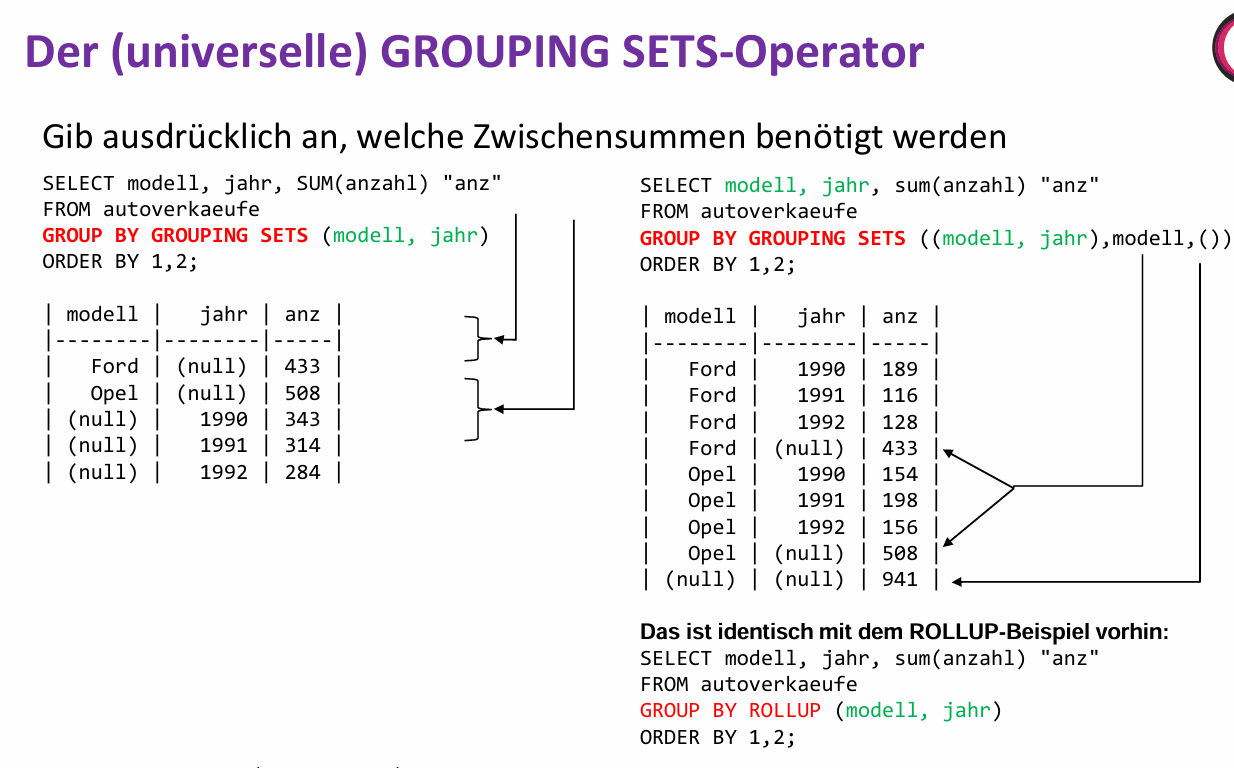 Der (universelle) GROUPING SETS-Operator
Gib ausdrücklich an, welche Zwischensummen benötigt werden
SELECT modell, jahr, SUM(anzahl) "anz"
FROM autoverkaeufe
GROUP BY GROUPING SETS (modell, jahr)
ORDER BY 1,2;
| modell |   jahr | anz |
|--------|--------|-----|
|   Ford | (null) | 433 |
|   Opel | (null) | 508 |
| (null) |   1990 | 343 |
| (null) |   1991 | 314 |
| (null) |   1992 | 284 |
SELECT modell, jahr, sum(anzahl) "anz"
FROM autoverkaeufe
GROUP BY GROUPING SETS ((modell, jahr),modell,())
ORDER BY 1,2;
| modell |   jahr | anz |
|--------|--------|-----|
|   Ford |   1990 | 189 |
|   Ford |   1991 | 116 |
|   Ford |   1992 | 128 |
|   Ford | (null) | 433 |
|   Opel |   1990 | 154 |
|   Opel |   1991 | 198 |
|   Opel |   1992 | 156 |
|   Opel | (null) | 508 |
| (null) | (null) | 941 |
Das ist identisch mit dem ROLLUP-Beispiel vorhin:
SELECT modell, jahr, sum(anzahl) "anz"
FROM autoverkaeufe
GROUP BY ROLLUP (modell, jahr)
ORDER BY 1,2;